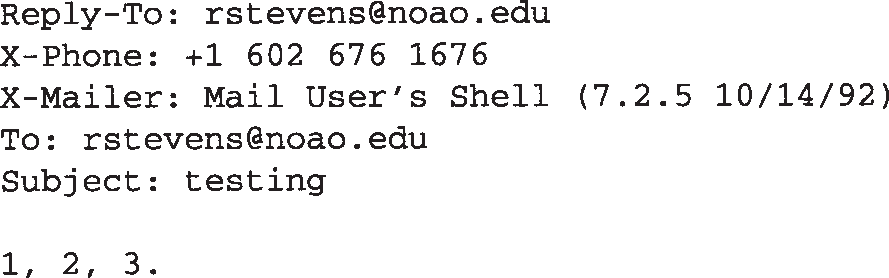 Reply-To: rstevens@noao.edu
X-Phone: +1 602 676 1676
X-Mailer: Mail User's Shell (7.2.5 10/14/92)
To: rstevens@noao.edu
Subject: testing

1, 2, 3.